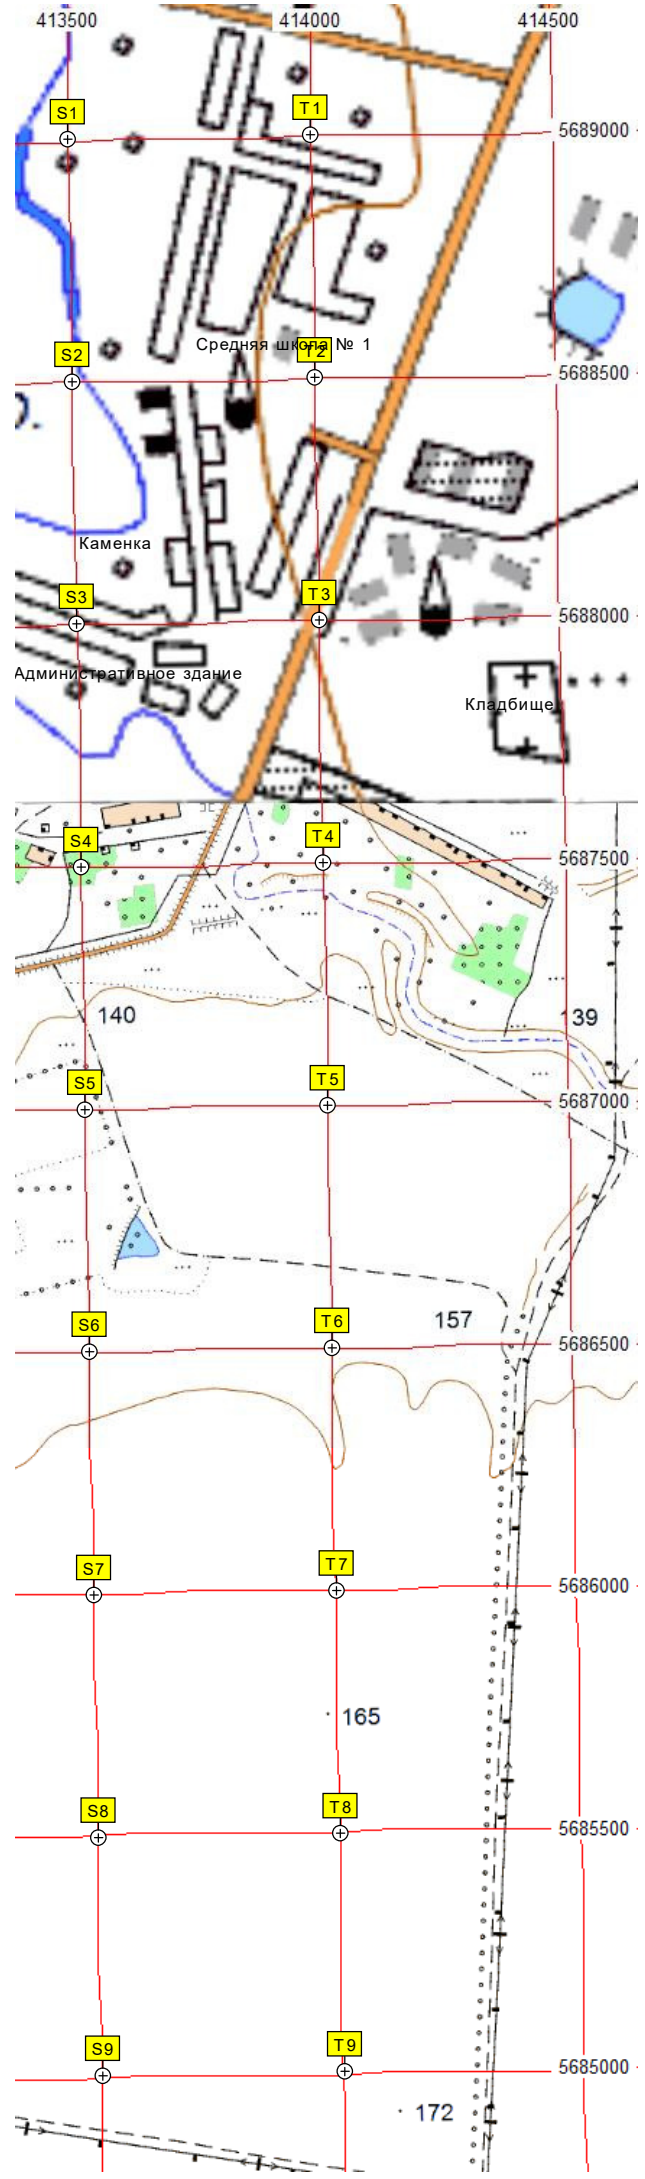 413500 414000 414500
S1 T1 5689000
Средняя школа № 1
S2 T2 5688500
Каменка
S3 T3 5688000
Административное здание
Кладбище
S4 T4 5687500
140 139
S5 T5 5687000
157
S6 T6 5686500
S7 T7 5686000
165
S8 T8 5685500
S9 T9 5685000
172